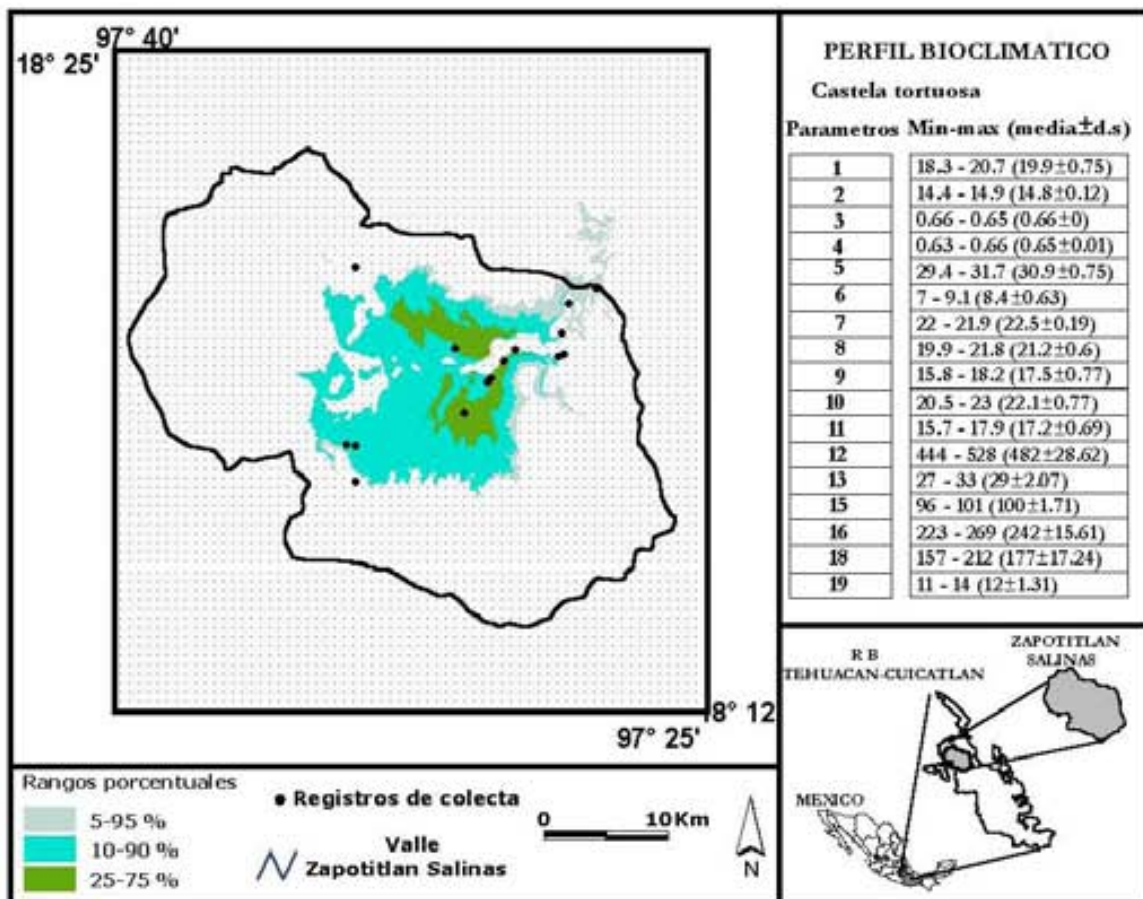 97° 40'
18° 25'
18° 12
97° 25'
PERFIL BIOCLIMATICO
Castela tortuosa
Parametros Min-max (media±d.s)
1 18.3 - 20.7 (19.9±0.75)
2 14.4 - 14.9 (14.8±0.12)
3 0.66 - 0.65 (0.66±0)
4 0.63 - 0.66 (0.65±0.01)
5 29.4 - 31.7 (30.9±0.75)
6 7 - 9.1 (8.4±0.63)
7 22 - 21.9 (22.5±0.19)
8 19.9 - 21.8 (21.2±0.6)
9 15.8 - 18.2 (17.5±0.77)
10 20.5 - 23 (22.1±0.77)
11 15.7 - 17.9 (17.2±0.69)
12 444 - 528 (482±28.62)
13 27 - 33 (29±2.07)
15 96 - 101 (100±1.71)
16 223 - 269 (242±15.61)
18 157 - 212 (177±17.24)
19 11 - 14 (12±1.31)
Rangos porcentuales
5-95 %
10-90 %
25-75 %
Registros de colecta
Valle
Zapotitlan Salinas
0 10 Km
N
R B
TEHUACAN-CUICATLAN
ZAPOTITLAN
SALINAS
MEXICO